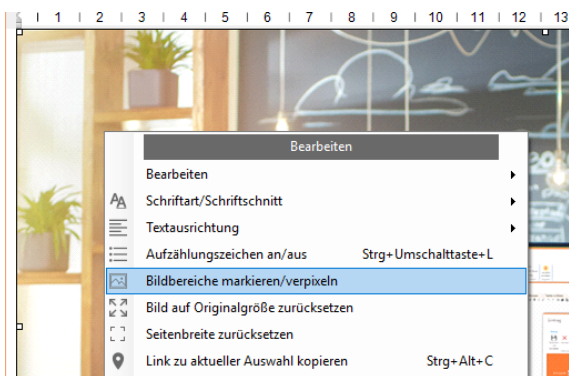 1 2 3 4 5 6 7 8 9 10 11 12 13
Bearbeiten
Bearbeiten
Schriftart/Schriftschnitt
Textausrichtung
Aufzählungszeichen an/aus Strg+Umschalttaste+L
Bildbereiche markieren/verpixeln
Bild auf Originalgröße zurücksetzen
Seitenbreite zurücksetzen
Link zu aktueller Auswahl kopieren Strg+Alt+C